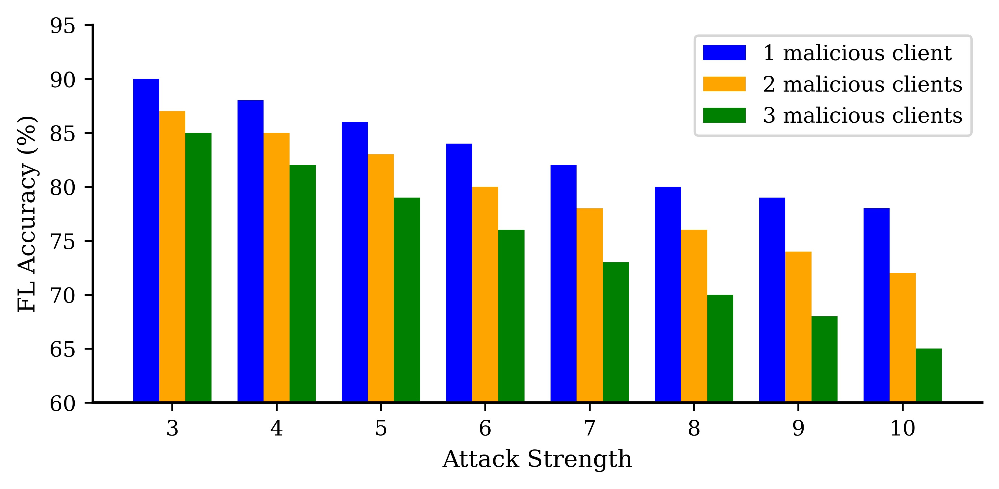 95
90
85
80
75
70
65
60
FL Accuracy (%)
1 malicious client
2 malicious clients
3 malicious clients
3 4 5 6 7 8 9 10
Attack Strength